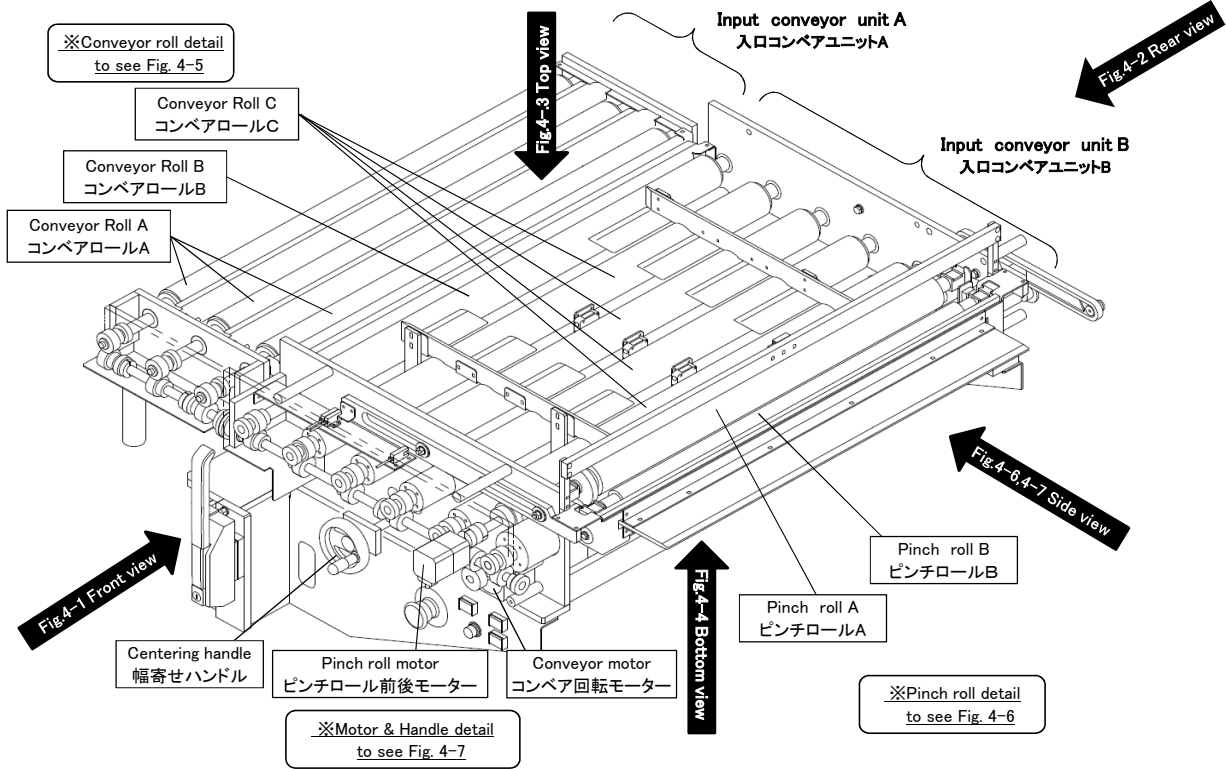 Input conveyor unit A
入口コンベアユニットA
※Conveyor roll detail
to see Fig. 4-5
Fig.4-.3 Top view
Fig.4-2 Rear view
Conveyor Roll C
コンベアロールC
Input conveyor unit B
入口コンベアユニットB
Conveyor Roll B
コンベアロールB
Conveyor Roll A
コンベアロールA
Fig.4-6,4-7 Side view
Pinch roll B
ピンチロールB
Fig.4-1 Front view
Fig.4-4 Bottom view
Pinch roll A
ピンチロールA
Centering handle
幅寄せハンドル
Pinch roll motor
ピンチロール前後モーター
Conveyor motor
コンベア回転モーター
※Pinch roll detail
to see Fig. 4-6
※Motor & Handle detail
to see Fig. 4-7